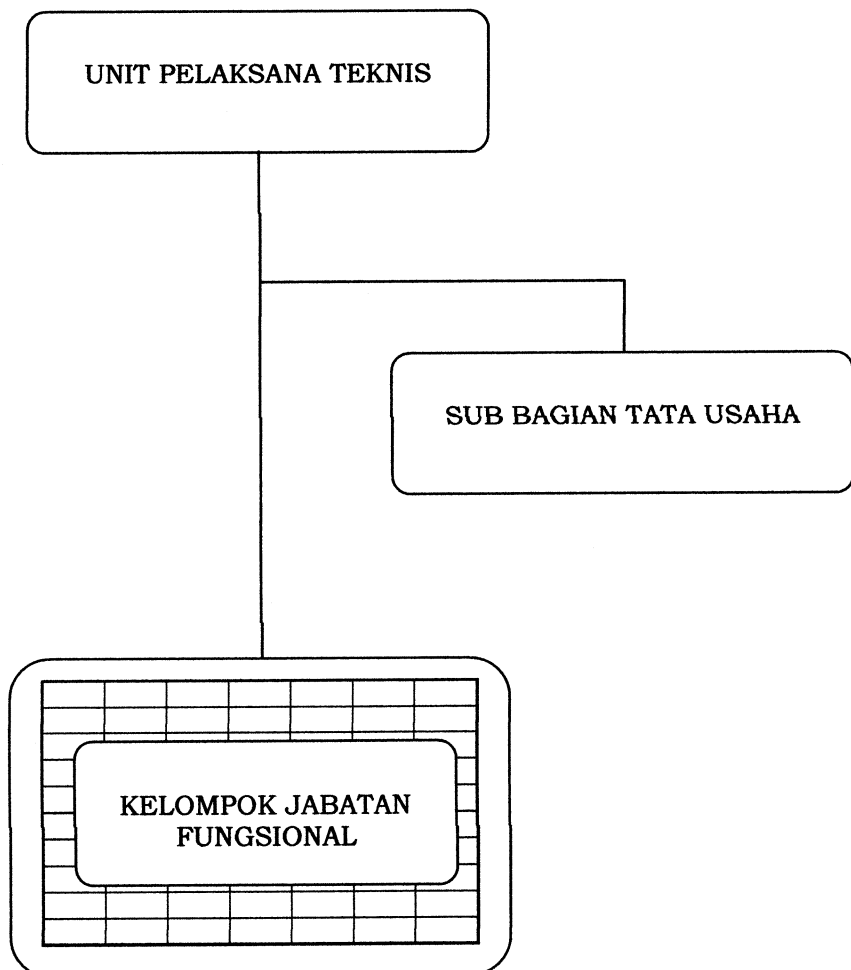 UNIT PELAKSANA TEKNIS
SUB BAGIAN TATA USAHA
KELOMPOK JABATAN
FUNGSIONAL